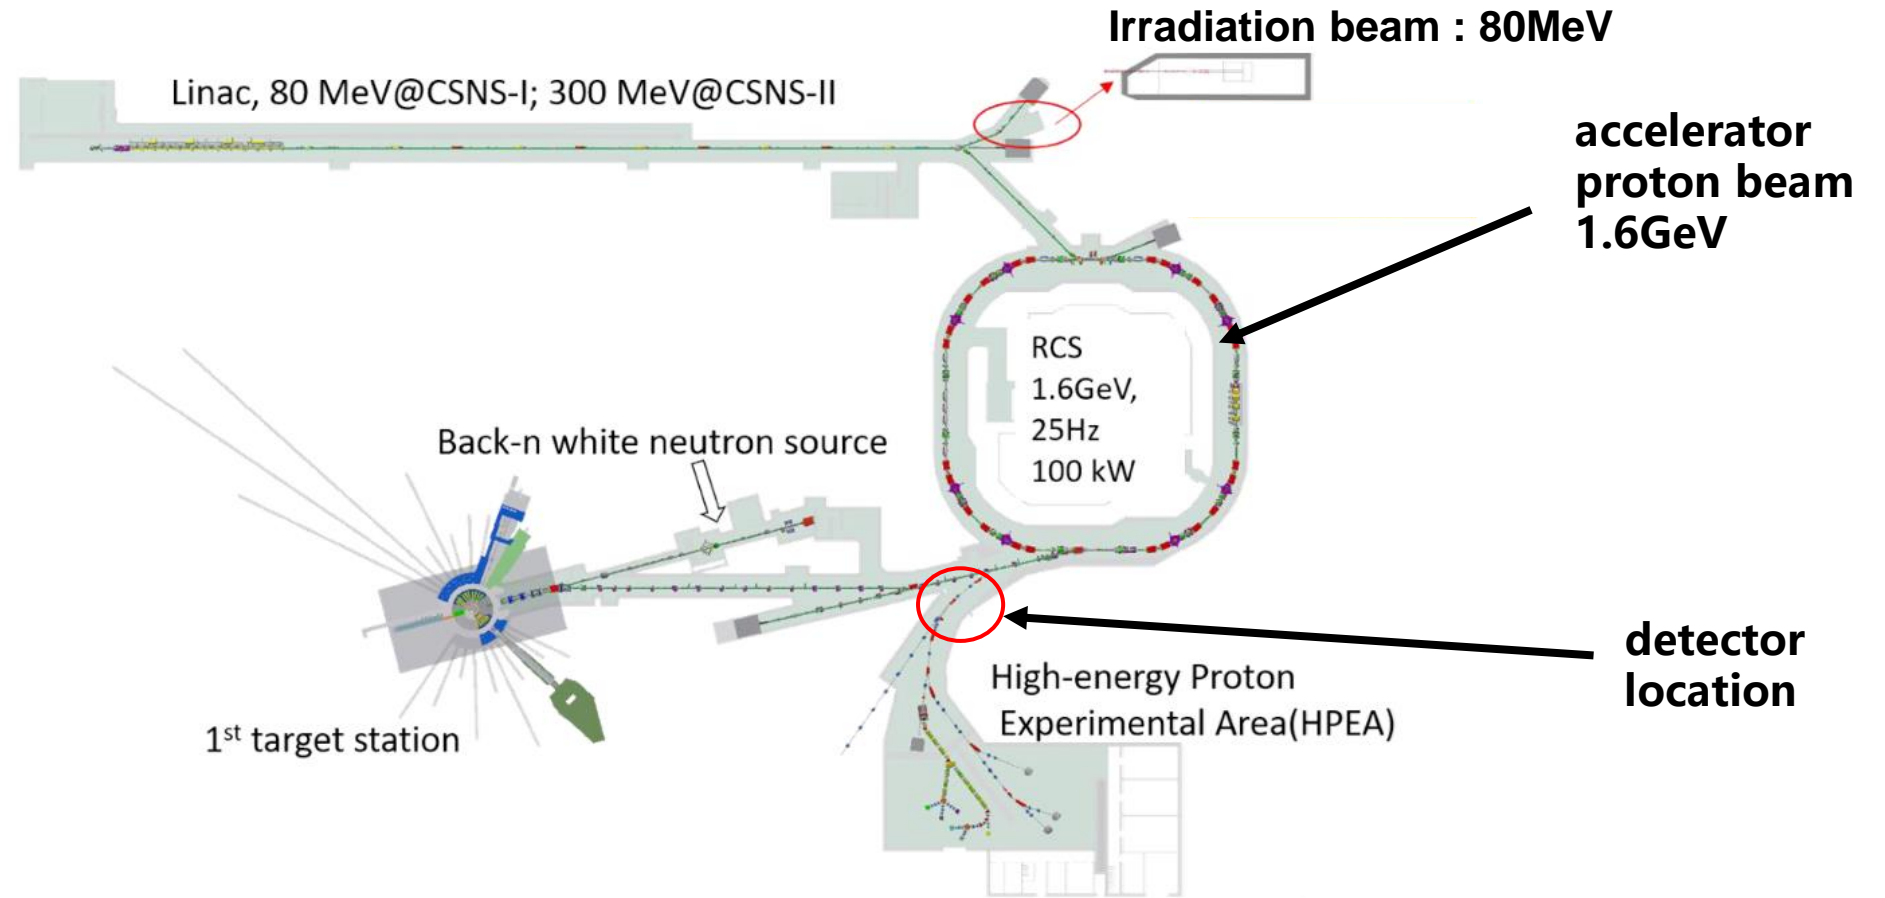 Irradiation beam : 80MeV
Linac, 80 MeV@CSNS-I; 300 MeV@CSNS-II
accelerator
proton beam
1.6GeV
RCS
1.6GeV,
25Hz
100 kW
Back-n white neutron source
detector
location
High-energy Proton
Experimental Area(HPEA)
1st target station